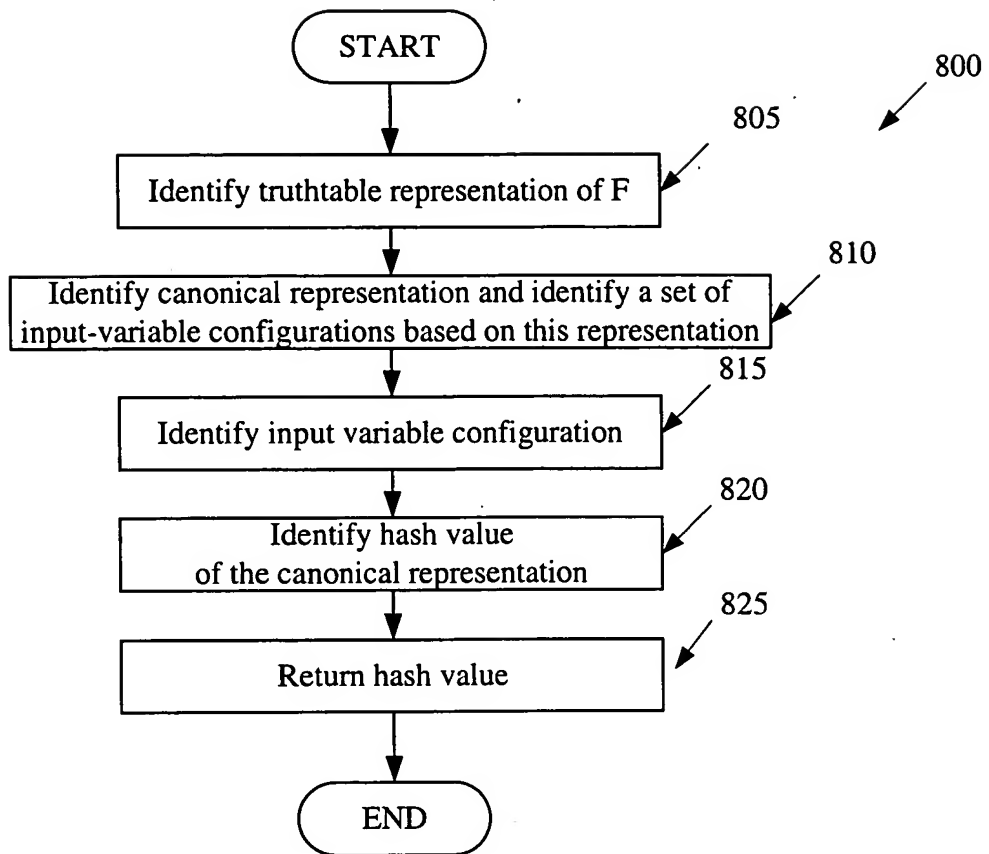 START
800
805
Identify truthtable representation of F
810
Identify canonical representation and identify a set of
input-variable configurations based on this representation
815
Identify input variable configuration
820
Identify hash value
of the canonical representation
825
Return hash value
END